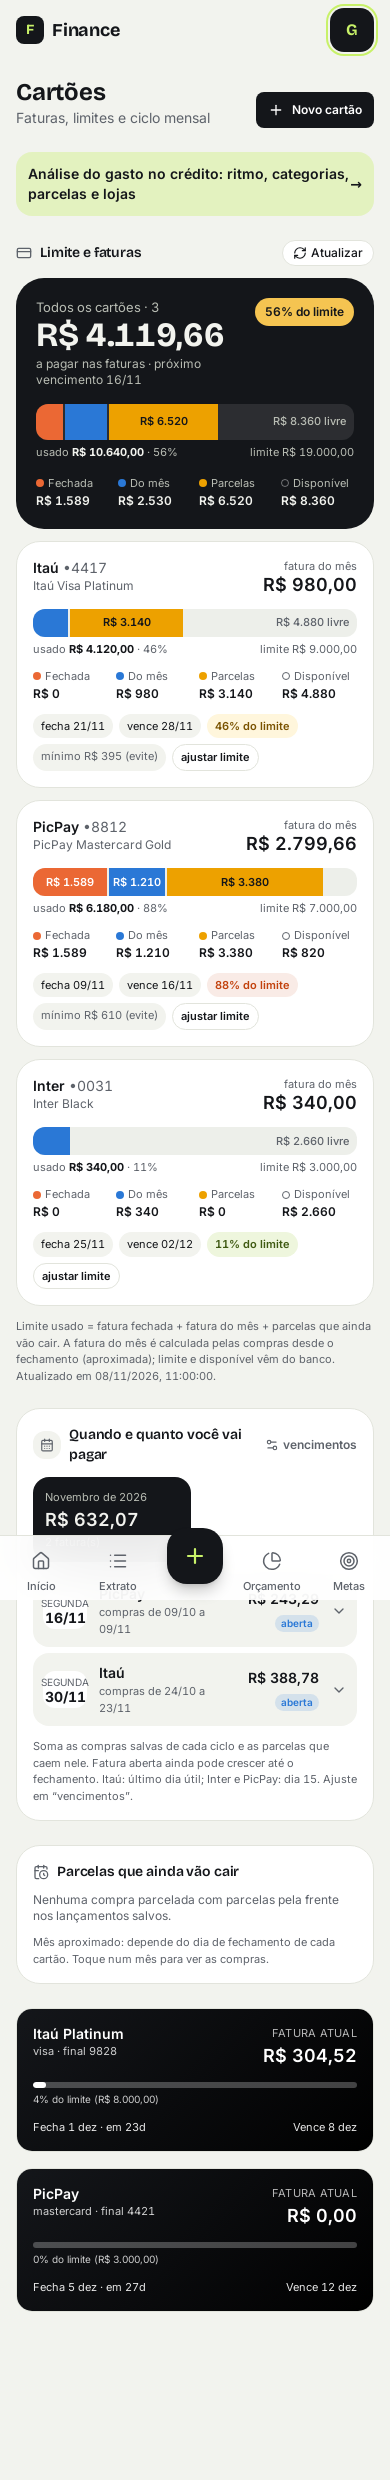 F Finance
G
Cartões
Faturas, limites e ciclo mensal
+ Novo cartão
Análise do gasto no crédito: ritmo, categorias, parcelas e lojas →
Limite e faturas
Atualizar
Todos os cartões · 3
56% do limite
R$ 4.119,66
a pagar nas faturas · próximo
vencimento 16/11
R$ 6.520
R$ 8.360 livre
usado R$ 10.640,00 · 56%
limite R$ 19.000,00
Fechada Do mês Parcelas Disponível
R$ 1.589 R$ 2.530 R$ 6.520 R$ 8.360
Itaú •4417
fatura do mês
Itaú Visa Platinum
R$ 980,00
R$ 3.140
R$ 4.880 livre
usado R$ 4.120,00 · 46%
limite R$ 9.000,00
Fechada Do mês Parcelas Disponível
R$ 0 R$ 980 R$ 3.140 R$ 4.880
fecha 21/11 vence 28/11 46% do limite
mínimo R$ 395 (evite) ajustar limite
PicPay •8812
fatura do mês
PicPay Mastercard Gold
R$ 2.799,66
R$ 1.589 R$ 1.210 R$ 3.380
usado R$ 6.180,00 · 88%
limite R$ 7.000,00
Fechada Do mês Parcelas Disponível
R$ 1.589 R$ 1.210 R$ 3.380 R$ 820
fecha 09/11 vence 16/11 88% do limite
mínimo R$ 610 (evite) ajustar limite
Inter •0031
fatura do mês
Inter Black
R$ 340,00
R$ 2.660 livre
usado R$ 340,00 · 11%
limite R$ 3.000,00
Fechada Do mês Parcelas Disponível
R$ 0 R$ 340 R$ 0 R$ 2.660
fecha 25/11 vence 02/12 11% do limite
ajustar limite
Limite usado = fatura fechada + fatura do mês + parcelas que ainda
vão cair. A fatura do mês é calculada pelas compras desde o
fechamento (aproximada); limite e disponível vêm do banco.
Atualizado em 08/11/2026, 11:00:00.
Quando e quanto você vai
pagar
vencimentos
Novembro de 2026
R$ 632,07
Início Extrato + Orçamento Metas
SEGUNDA
16/11
compras de 09/10 a
09/11
aberta
SEGUNDA
30/11
Itaú
compras de 24/10 a
23/11
R$ 388,78
aberta
Soma as compras salvas de cada ciclo e as parcelas que
caem nele. Fatura aberta ainda pode crescer até o
fechamento. Itaú: último dia útil; Inter e PicPay: dia 15. Ajuste
em “vencimentos”.
Parcelas que ainda vão cair
Nenhuma compra parcelada com parcelas pela frente
nos lançamentos salvos.
Mês aproximado: depende do dia de fechamento de cada
cartão. Toque num mês para ver as compras.
Itaú Platinum
FATURA ATUAL
visa · final 9828
R$ 304,52
4% do limite (R$ 8.000,00)
Fecha 1 dez · em 23d
Vence 8 dez
PicPay
FATURA ATUAL
mastercard · final 4421
R$ 0,00
0% do limite (R$ 3.000,00)
Fecha 5 dez · em 27d
Vence 12 dez